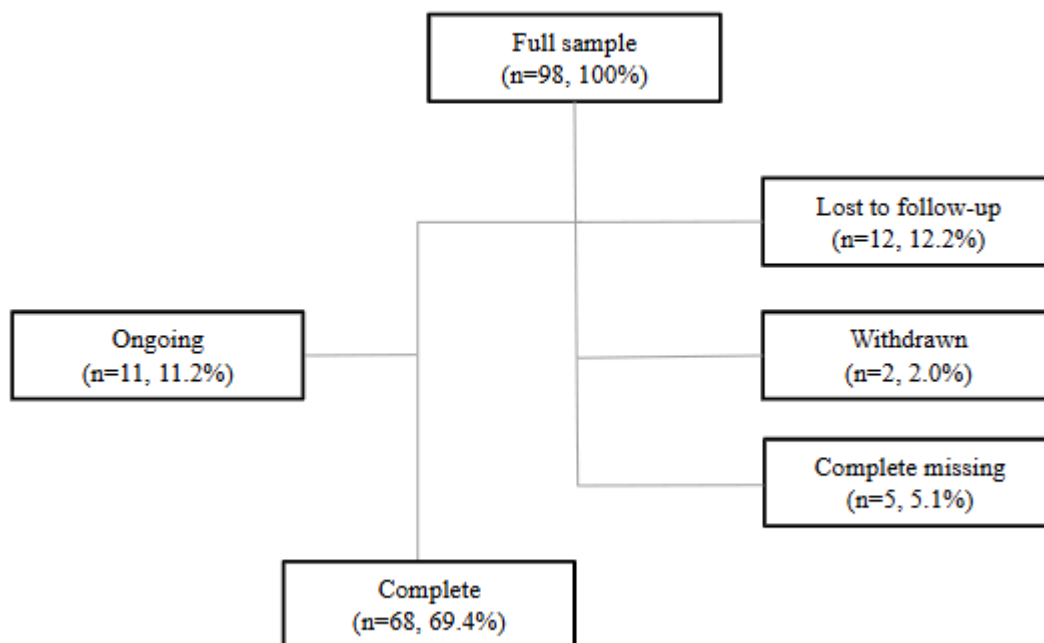 Full sample
(n=98, 100%)
Lost to follow-up
(n=12, 12.2%)
Ongoing
(n=11, 11.2%)
Withdrawn
(n=2, 2.0%)
Complete missing
(n=5, 5.1%)
Complete
(n=68, 69.4%)